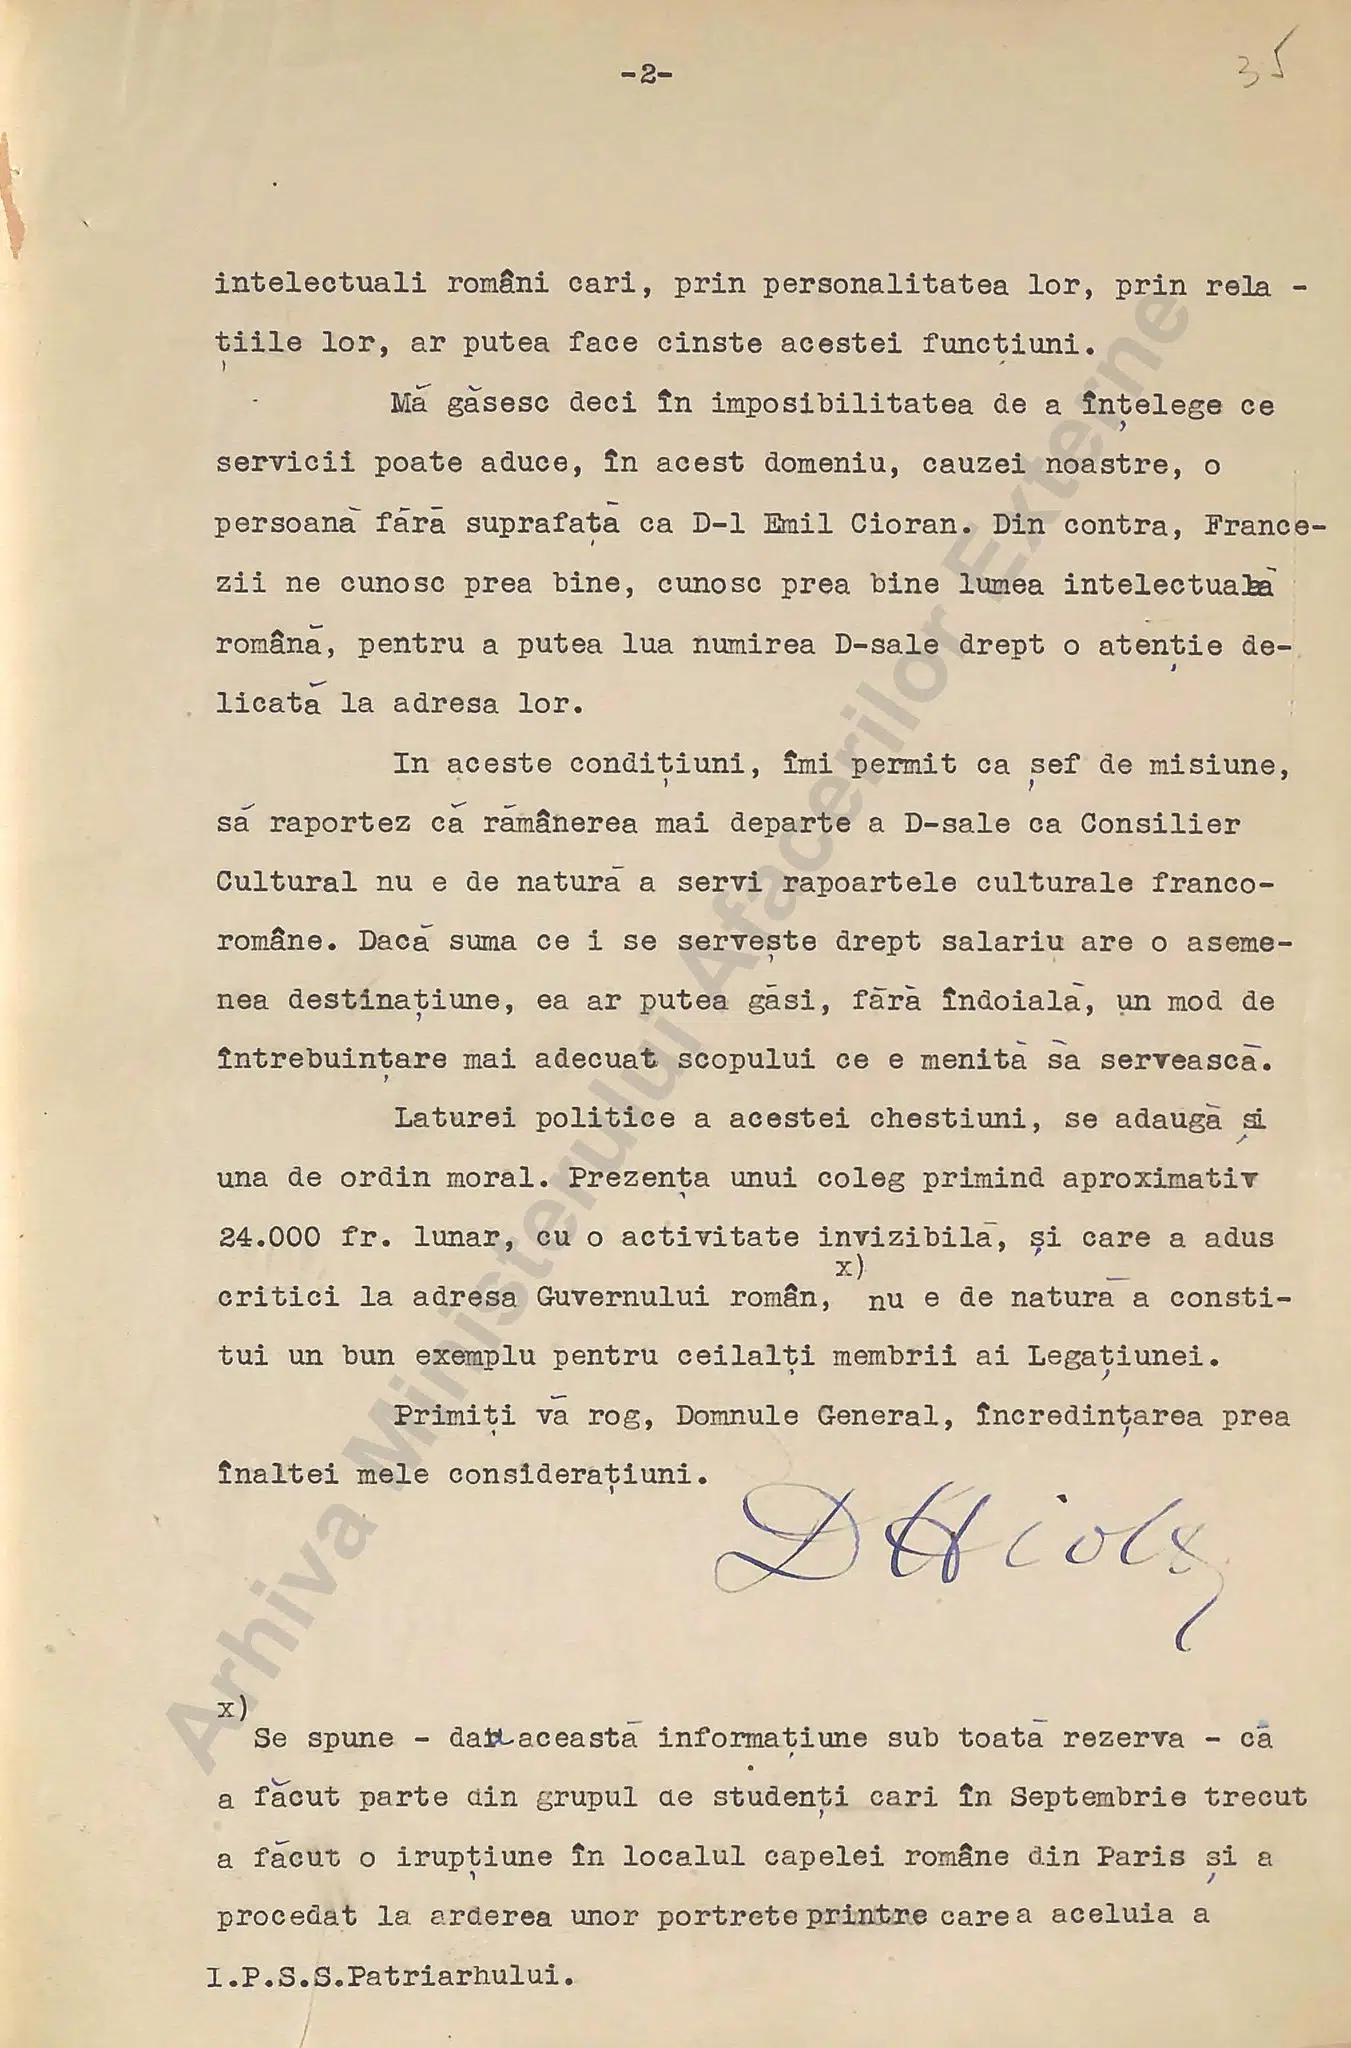 -2-
35
intelectuali români cari, prin personalitatea lor, prin rela -
țiile lor, ar putea face cinste acestei funcțiuni.
Mă găsesc deci în imposibilitatea de a înțelege ce
servicii poate aduce, în acest domeniu, cauzei noastre, o
persoană fără suprafață ca D-l Emil Cioran. Din contra, France-
zii ne cunosc prea bine, cunosc prea bine lumea intelectuală
română, pentru a putea lua numirea D-sale drept o atenție de-
licată la adresa lor.
In aceste condițiuni, îmi permit ca șef de misiune,
să raportez că rămânerea mai departe a D-sale ca Consilier
Cultural nu e de natură a servi rapoartele culturale franco-
române. Dacă suma ce i se servește drept salariu are o aseme-
nea destinațiune, ea ar putea găsi, fără îndoială, un mod de
întrebuințare mai adecuat scopului ce e menită să servească.
Laturei politice a acestei chestiuni, se adaugă și
una de ordin moral. Prezența unui coleg primind aproximativ
24.000 fr. lunar, cu o activitate invizibilă, și care a adus
critici la adresa Guvernului român, x) nu e de natură a consti-
tui un bun exemplu pentru ceilalți membrii ai Legațiunei.
Primiți vă rog, Domnule General, încredințarea prea
înaltei mele considerațiuni.
x)
Se spune - dau această informațiune sub toată rezerva - că
a făcut parte din grupul de studenți cari în Septembrie trecut
a făcut o irupțiune în localul capelei române din Paris și a
procedat la arderea unor portrete printre care a aceluia a
I.P.S.S.Patriarhului.
Arhiva Ministerului Afacerilor Externe